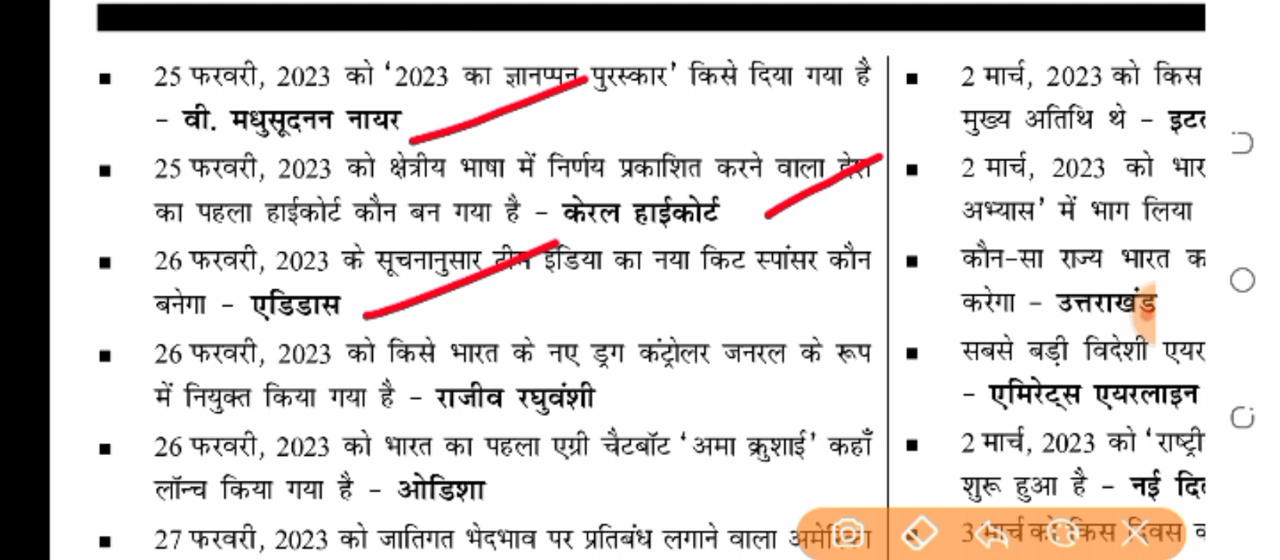 ▪ 25 फरवरी, 2023 को ‘2023 का ज्ञानप्पन पुरस्कार’ किसे दिया गया है
– वी. मधुसूदनन नायर
▪ 25 फरवरी, 2023 को क्षेत्रीय भाषा में निर्णय प्रकाशित करने वाला देश
का पहला हाईकोर्ट कौन बन गया है – केरल हाईकोर्ट
▪ 26 फरवरी, 2023 के सूचनानुसार टीम इंडिया का नया किट स्पांसर कौन
बनेगा – एडिडास
▪ 26 फरवरी, 2023 को किसे भारत के नए ड्रग कंट्रोलर जनरल के रूप
में नियुक्त किया गया है – राजीव रघुवंशी
▪ 26 फरवरी, 2023 को भारत का पहला एग्री चैटबॉट ‘अमा क्रुशाई’ कहाँ
लॉन्च किया गया है – ओडिशा
▪ 27 फरवरी, 2023 को जातिगत भेदभाव पर प्रतिबंध लगाने वाला
▪ 2 मार्च, 2023 को किस
मुख्य अतिथि थे –
▪ 2 मार्च, 2023 को
अभ्यास’ में भाग लिया
▪ कौन-सा राज्य भारत
करेगा – उत्तराखंड
▪ सबसे बड़ी विदेशी
– एमिरेट्स एयरलाइन
▪ 2 मार्च, 2023 को
शुरू हुआ है – नई
3 मार्च को किस दिवस